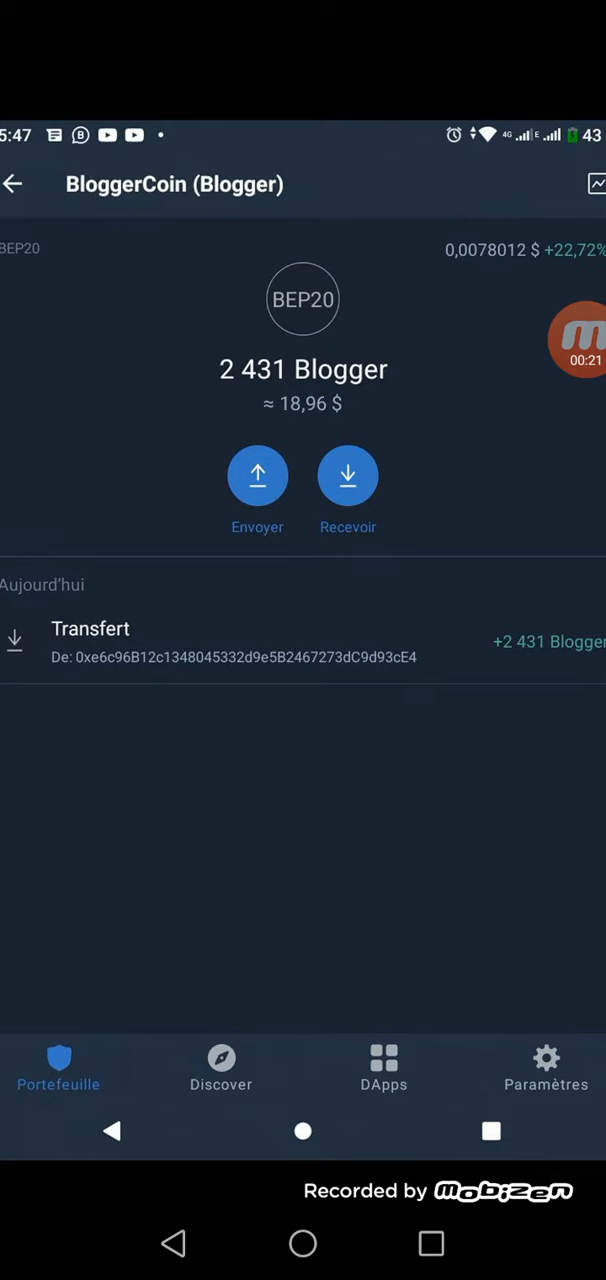 5:47
4G
E
43
BloggerCoin (Blogger)
BEP20
0,0078012 $ +22,72%
BEP20
00:21
2 431 Blogger
≈ 18,96 $
Envoyer
Recevoir
Aujourd'hui
Transfert
+2 431 Blogger
De: 0xe6c96B12c1348045332d9e5B2467273dC9d93cE4
Portefeuille
Discover
DApps
Paramètres
Recorded by mobizen